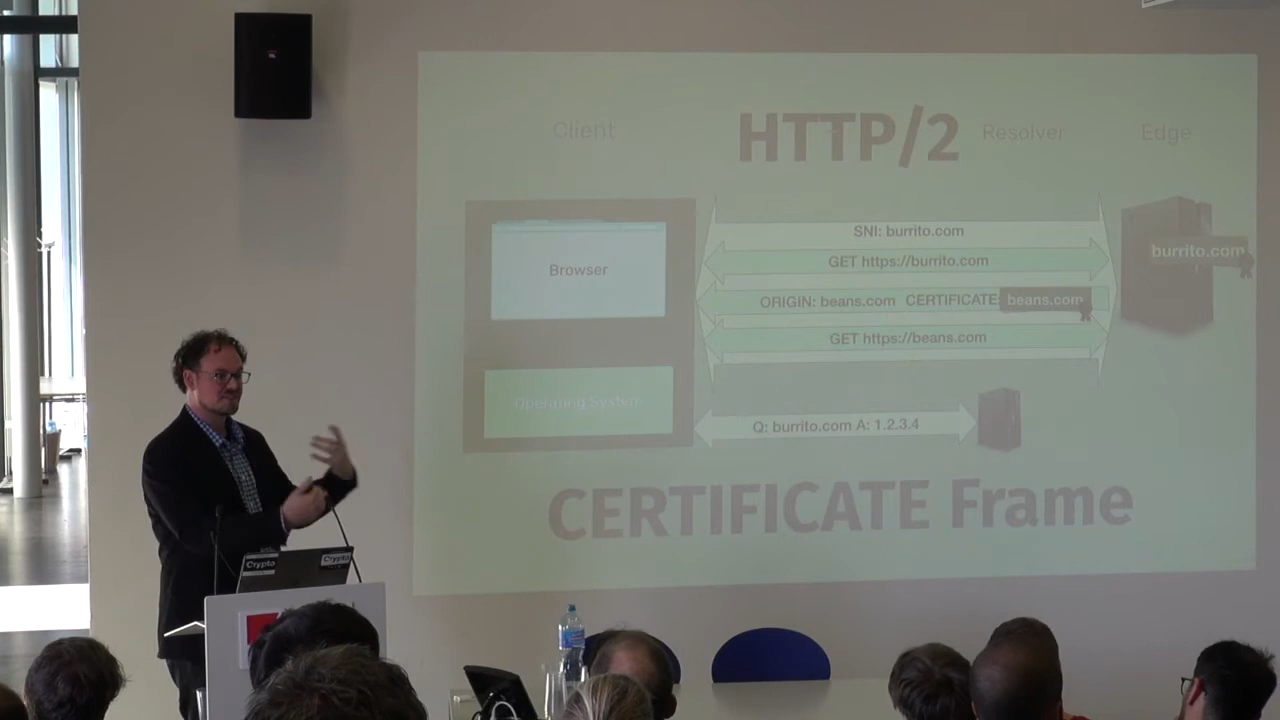 Client HTTP/2 Resolver Edge
SNI: burrito.com
burrito.com
GET https://burrito.com
Browser
ORIGIN: beans.com CERTIFICATE: beans.com
GET https://beans.com
Operating System
Q: burrito.com A: 1.2.3.4
CERTIFICATE Frame
Crypto
Crypto